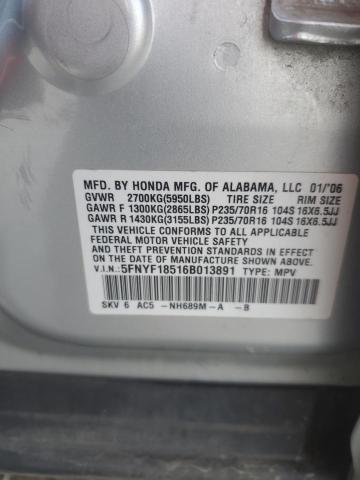 MFD. BY HONDA MFG. OF ALABAMA, LLC 01/'06
GVWR 2700KG(5950LBS) TIRE SIZE RIM SIZE
GAWR F 1300KG(2865LBS) P235/70R16 104S 16X6.5JJ
GAWR R 1430KG(3155LBS) P235/70R16 104S 16X6.5JJ
THIS VEHICLE CONFORMS TO ALL APPLICABLE
FEDERAL MOTOR VEHICLE SAFETY AND
THEFT PREVENTION STANDARDS IN EFFECT
ON THE DATE OF MANUFACTURE SHOWN ABOVE.
V.I.N.: 5FNYF18516B013891 TYPE: MPV
SKV 6 AC5 -NH689M-A -B